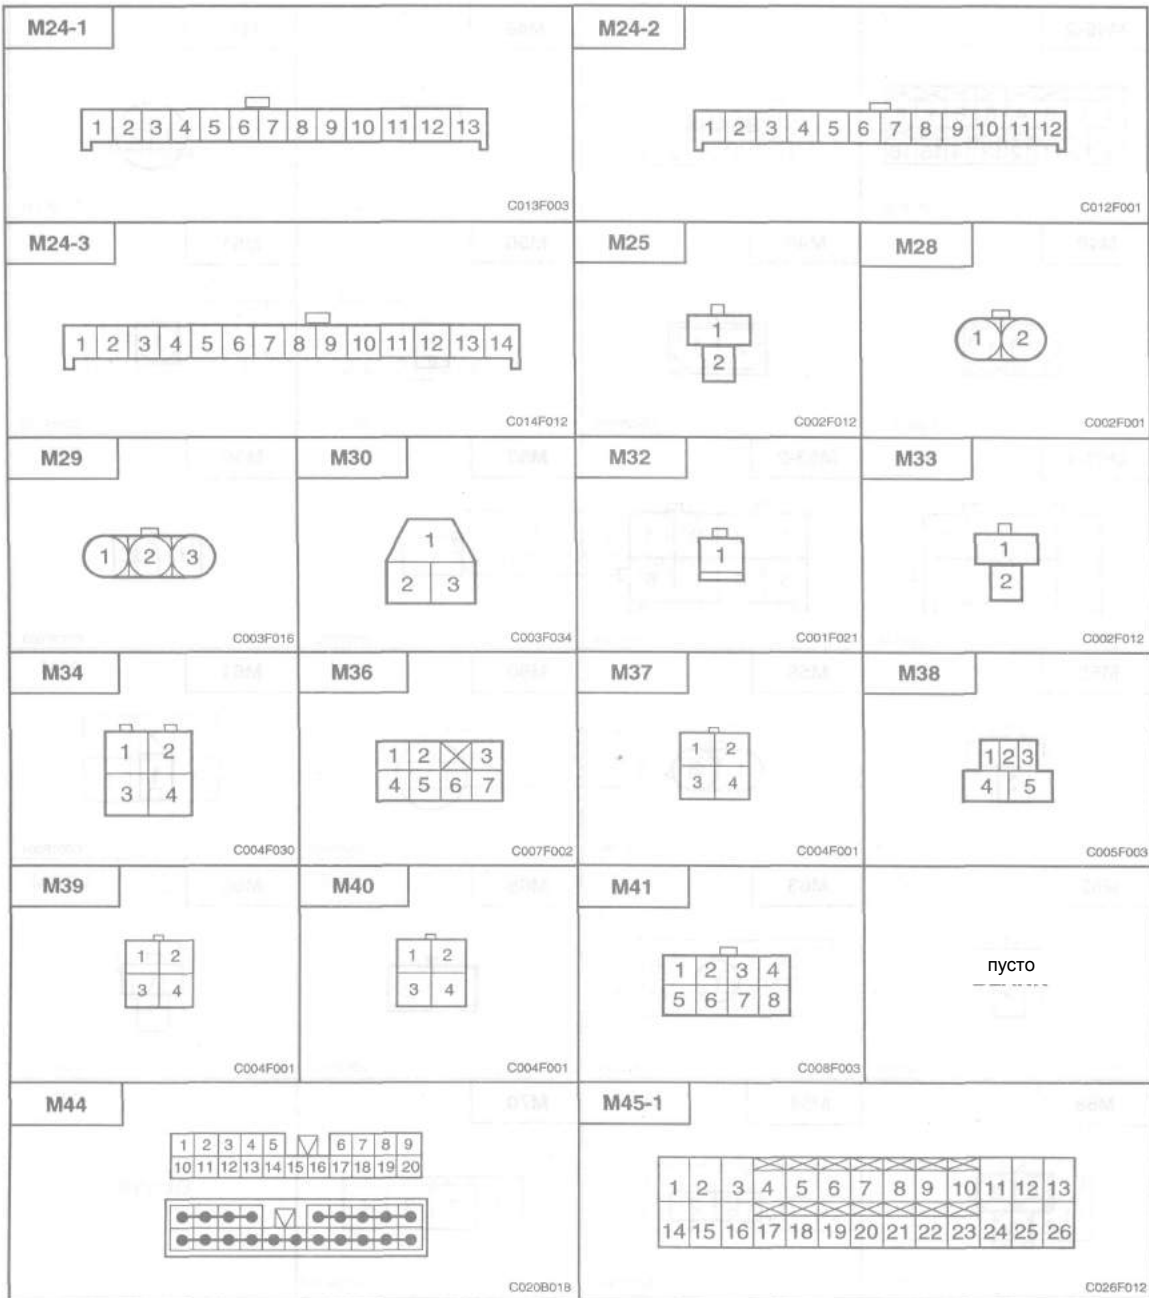 M24-1
1 2 3 4 5 6 7 8 9 10 11 12 13
C013F003
M24-2
1 2 3 4 5 6 7 8 9 10 11 12
C012F001
M24-3
1 2 3 4 5 6 7 8 9 10 11 12 13 14
C014F012
M25
1
2
C002F012
M28
1 2
C002F001
M29
1 2 3
C003F016
M30
1
2 3
C003F034
M32
1
C001F021
M33
1
2
C002F012
M34
1 2
3 4
C004F030
M36
1 2 3
4 5 6 7
C007F002
M37
1 2
3 4
C004F001
M38
1 2 3
4 5
C005F003
M39
1 2
3 4
C004F001
M40
1 2
3 4
C004F001
M41
1 2 3 4
5 6 7 8
C008F003
пусто
M44
1 2 3 4 5 6 7 8 9
10 11 12 13 14 15 16 17 18 19 20
C020B018
M45-1
1 2 3 4 5 6 7 8 9 10 11 12 13
14 15 16 17 18 19 20 21 22 23 24 25 26
C026F012